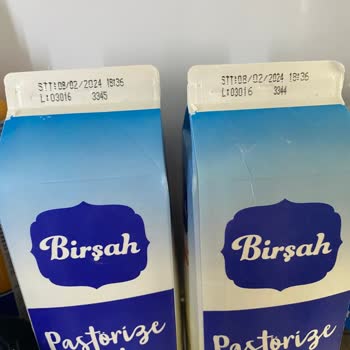 STT:08/02/2024 18:36
L:03016 3345
Birşah
Pastorize
STT:08/02/2024 18:36
L:03016 3344
Birşah
Pastorize